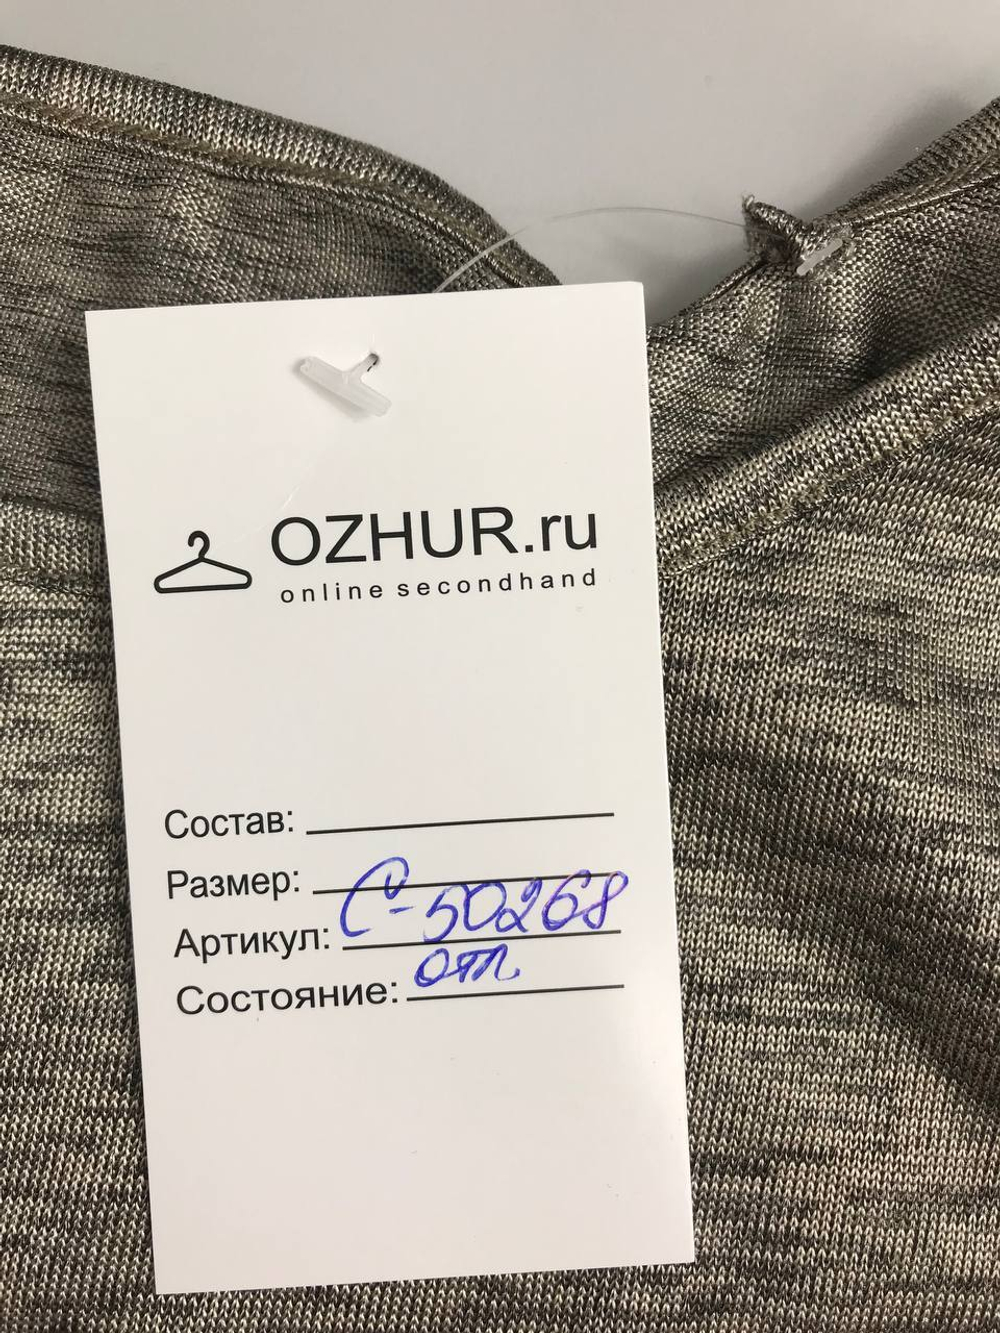 OZHUR.ru
online secondhand
Состав:
Размер:
Артикул: С-50268
Состояние: отл.